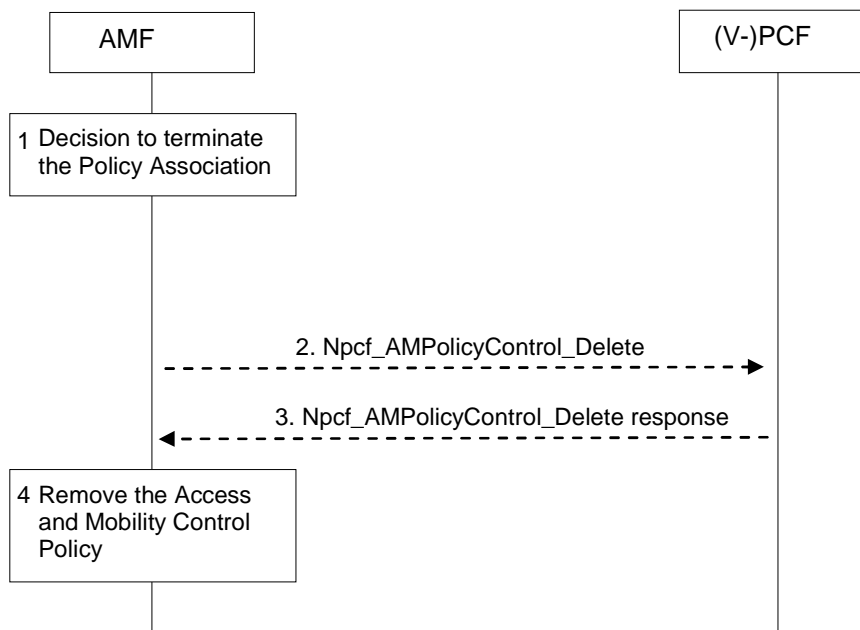 AMF
(V-)PCF
1 Decision to terminate
the Policy Association
2. Npcf_AMPolicyControl_Delete
3. Npcf_AMPolicyControl_Delete response
4 Remove the Access
and Mobility Control
Policy